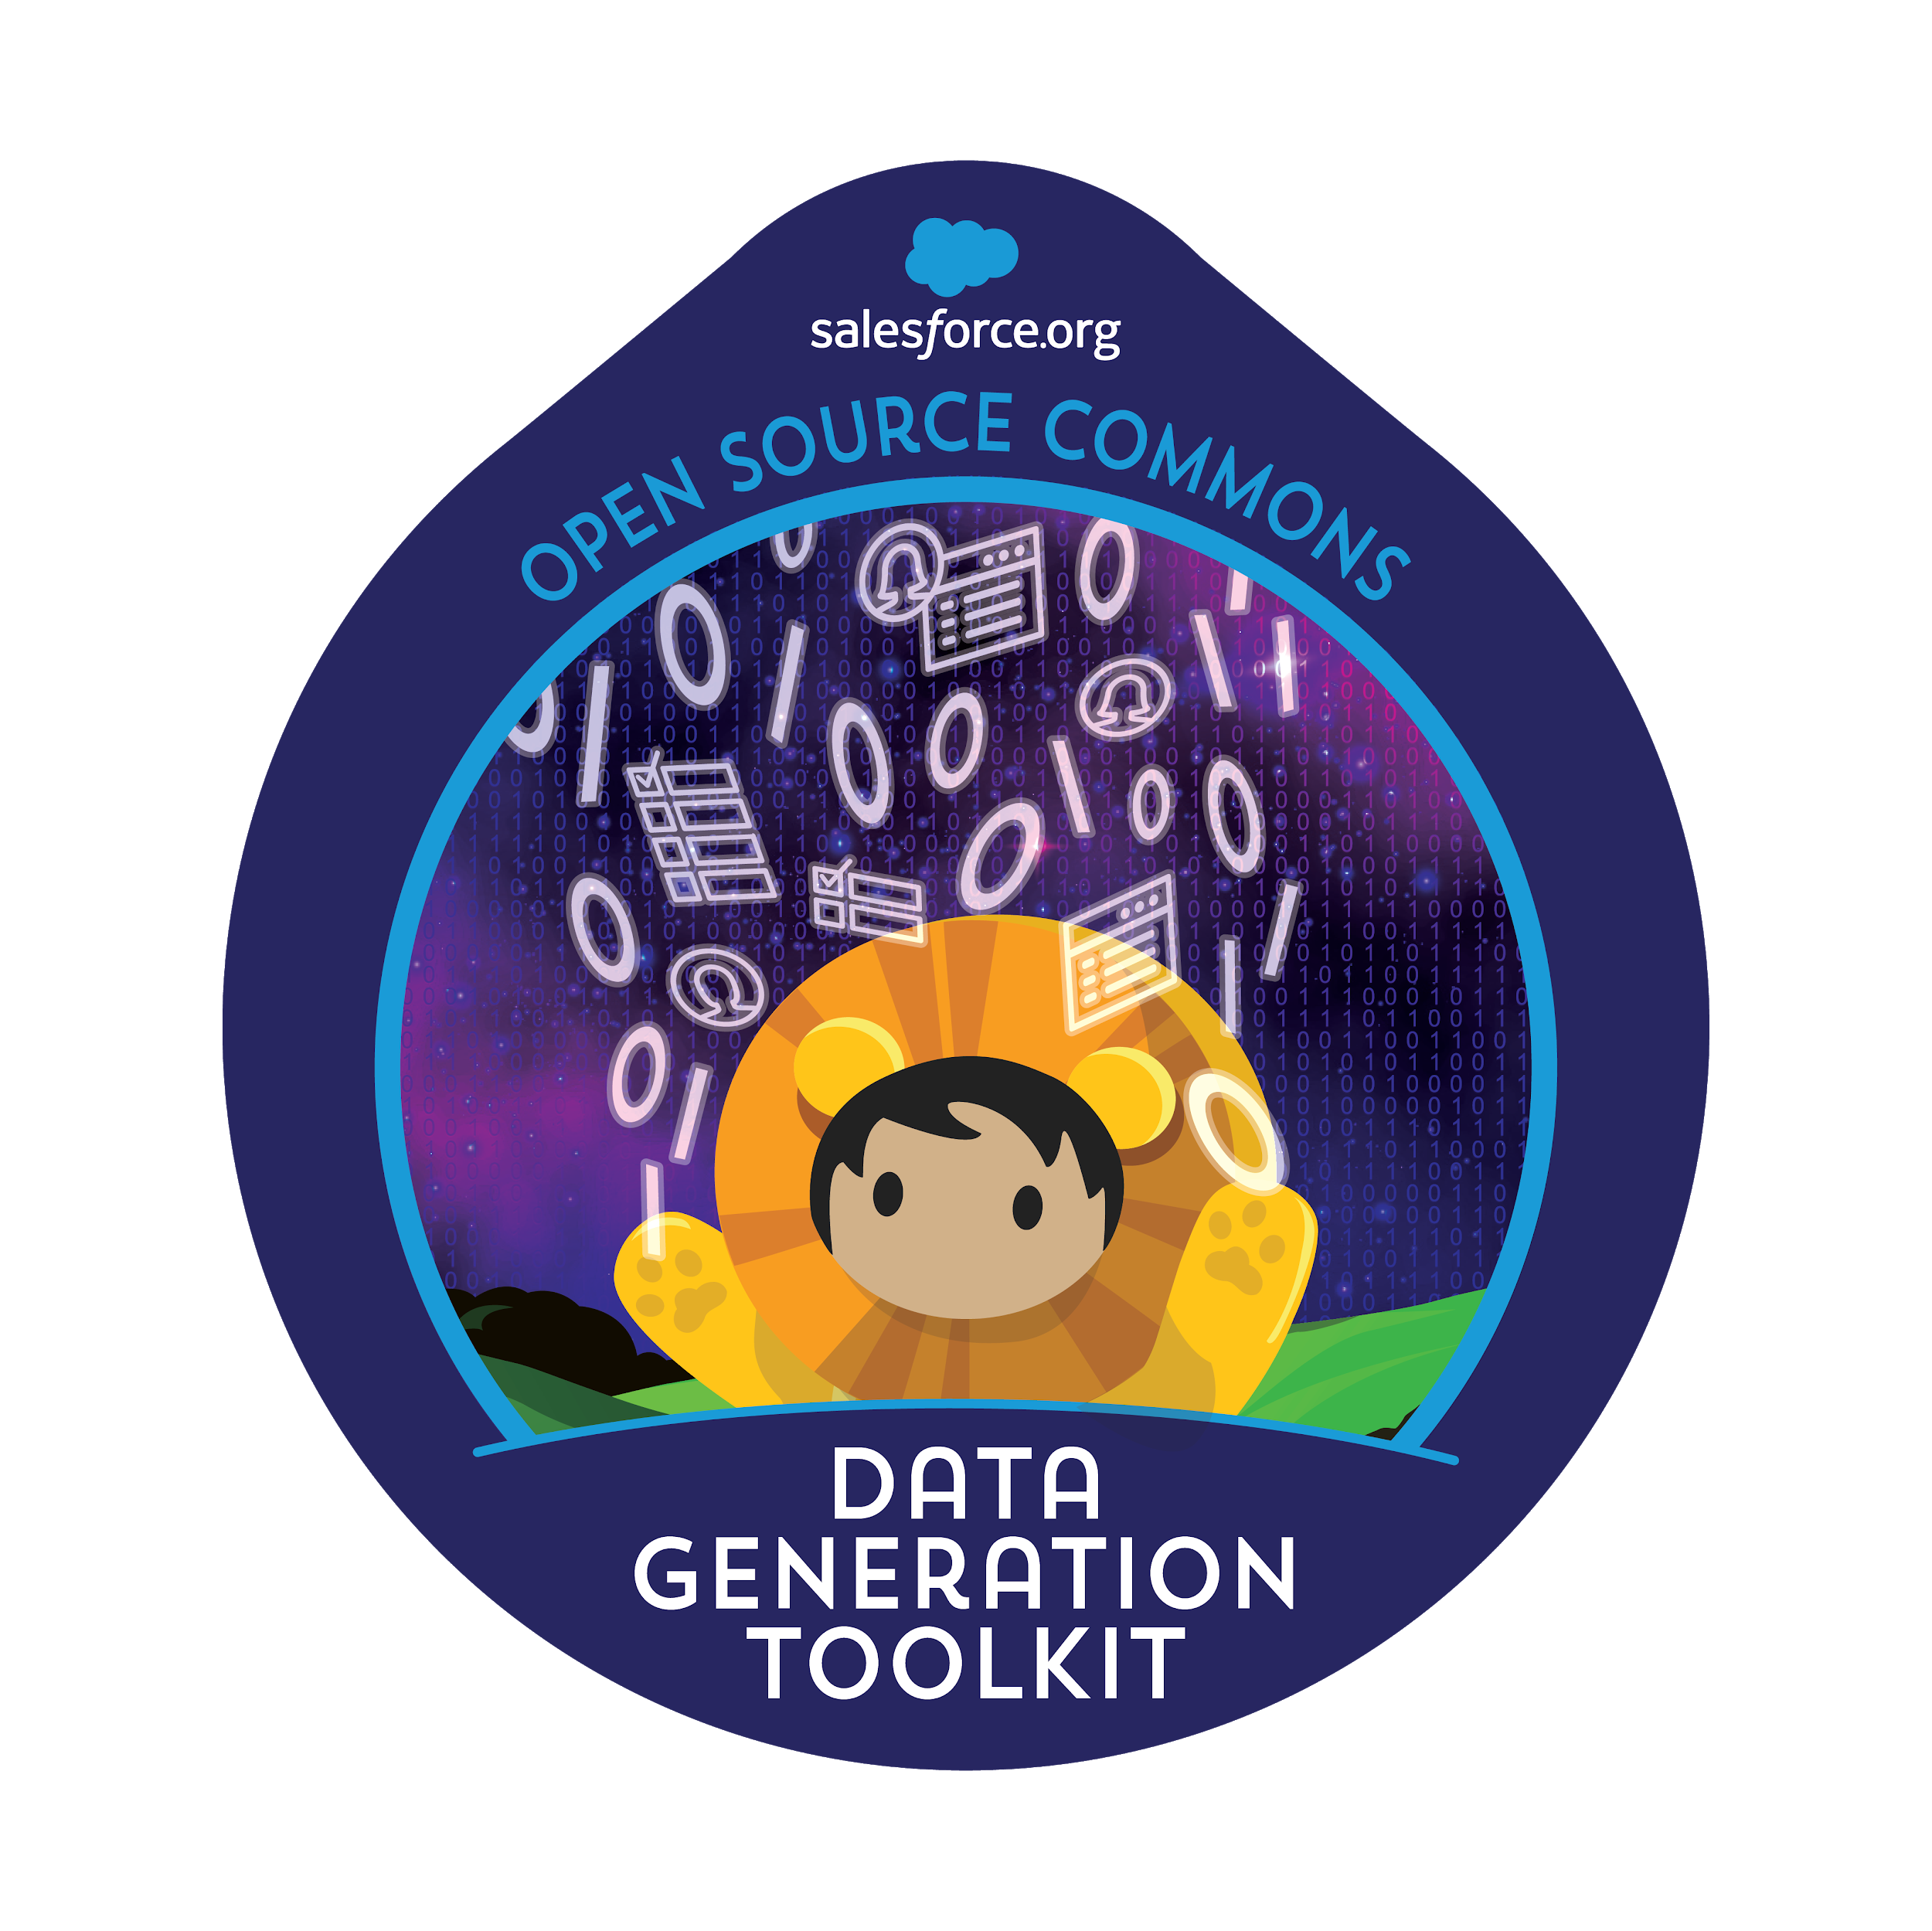 salesforce.org
OPEN SOURCE COMMONS
DATA
GENERATION
TOOLKIT